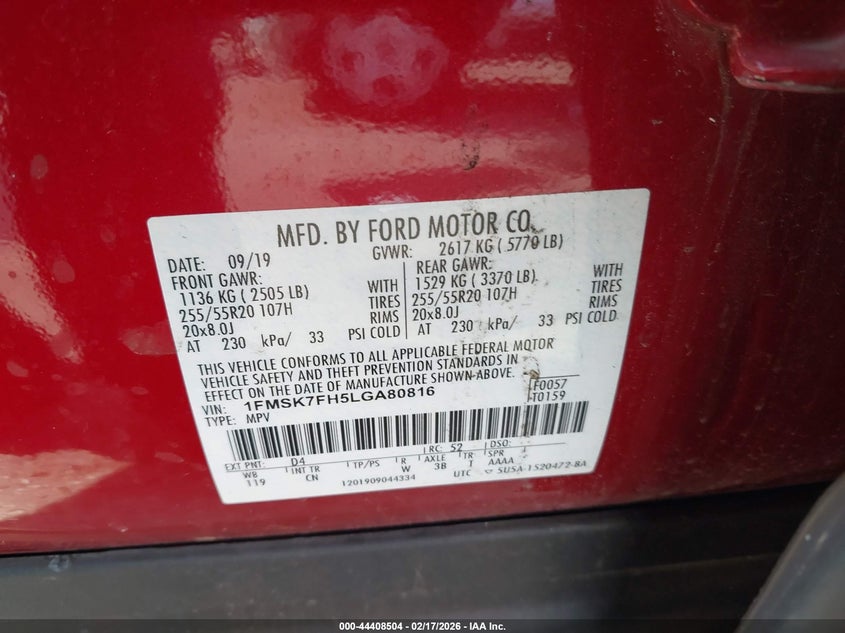 MFD. BY FORD MOTOR CO.
DATE: 09/19 GVWR: 2617 KG ( 5770 LB)
FRONT GAWR: REAR GAWR:
1136 KG ( 2505 LB) WITH 1529 KG ( 3370 LB) WITH
255/55R20 107H TIRES 255/55R20 107H TIRES
20x8.0J RIMS 20x8.0J RIMS
AT 230 kPa/ 33 PSI COLD AT 230 kPa/ 33 PSI COLD
THIS VEHICLE CONFORMS TO ALL APPLICABLE FEDERAL MOTOR
VEHICLE SAFETY AND THEFT PREVENTION STANDARDS IN
EFFECT ON THE DATE OF MANUFACTURE SHOWN ABOVE.
VIN: 1FMSK7FH5LGA80816 F0057
TYPE: MPV T0159
EXT PNT: D4 RC: 52 DSO:
WB INT TR TP/PS R AXLE TR SPR
119 CN W 3B T AAAA
1201909044334 UTC SU5A-1520472-BA
000-44408504 - 02/17/2026 - IAA Inc.